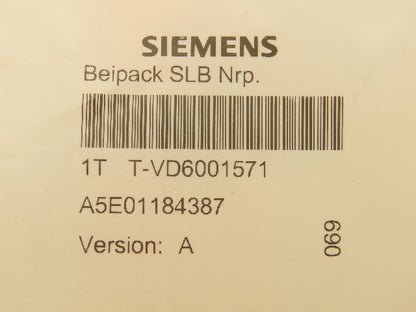 SIEMENS
Beipack SLB Nrp.
1T T-VD6001571
A5E01184387
Version: A
069